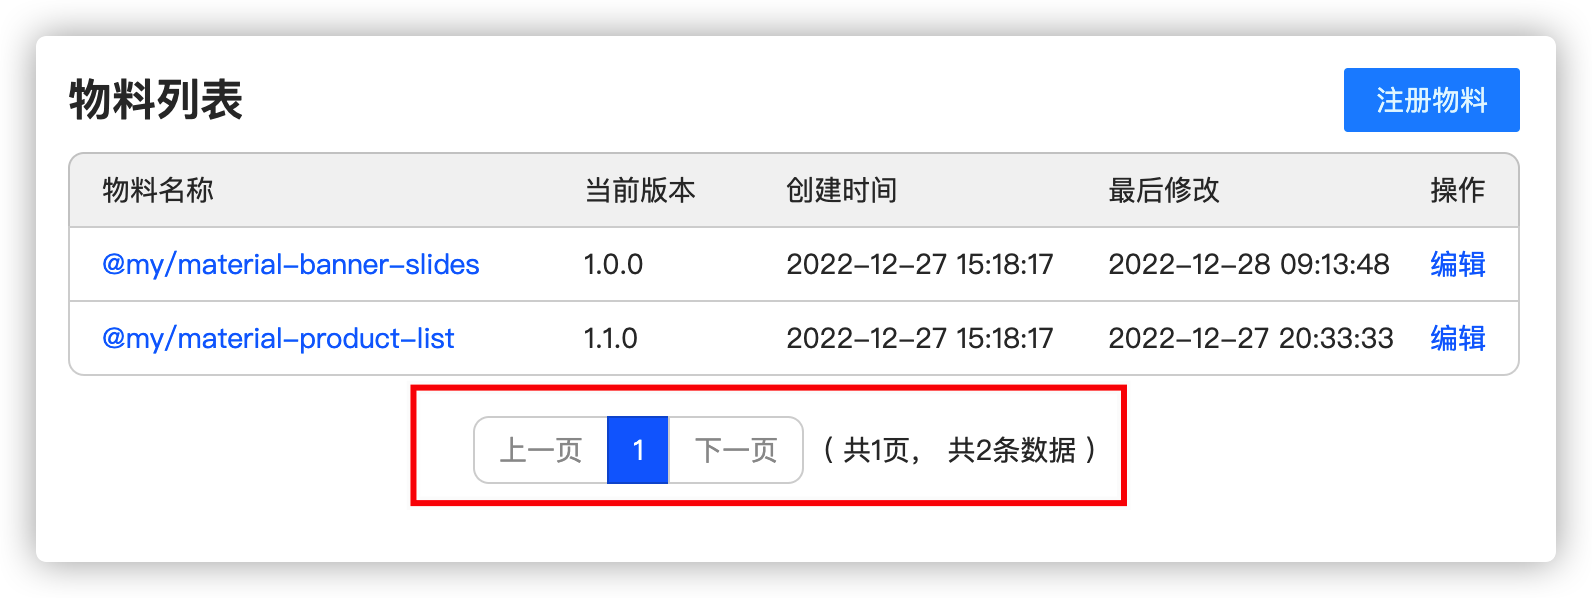 物料列表
注册物料
物料名称 当前版本 创建时间 最后修改 操作
@my/material-banner-slides 1.0.0 2022-12-27 15:18:17 2022-12-28 09:13:48 编辑
@my/material-product-list 1.1.0 2022-12-27 15:18:17 2022-12-27 20:33:33 编辑
上一页 1 下一页 ( 共1页, 共2条数据 )